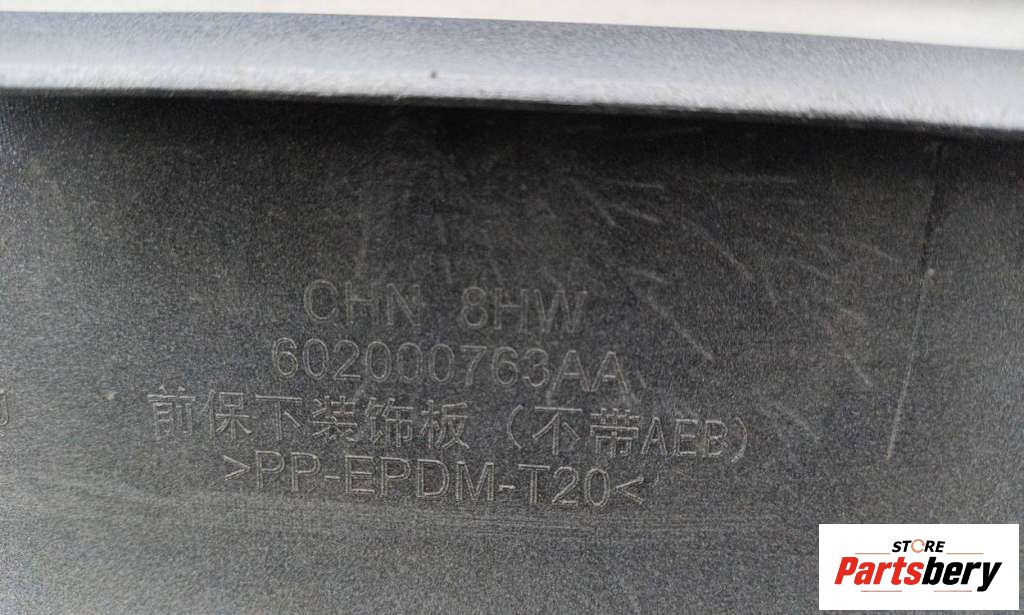 CHN 8HW
602000763AA
前保下装饰板（不带AEB）
>PP-EPDM-T20<
STORE
Partsbery